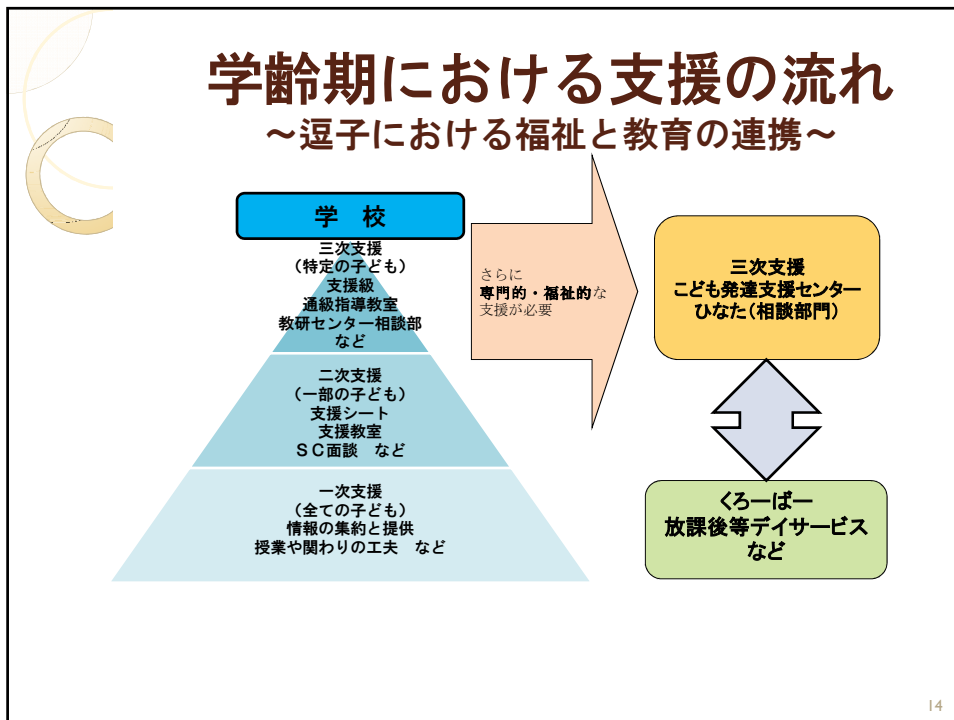 学齢期における支援の流れ
～逗子における福祉と教育の連携～
学　校
三次支援
（特定の子ども）
支援級
通級指導教室
教研センター相談部
など
二次支援
（一部の子ども）
支援シート
支援教室
ＳＣ面談　など
一次支援
（全ての子ども）
情報の集約と提供
授業や関わりの工夫　など
さらに
専門的・福祉的な
支援が必要
三次支援
こども発達支援センター
ひなた（相談部門）
くろーばー
放課後等デイサービス
など
14